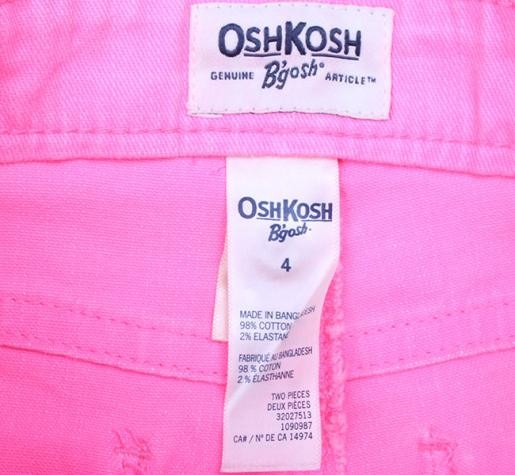 OSHKOSH
B'gosh®
GENUINE ARTICLE™
OSHKOSH
B'gosh.
4
MADE IN BANGLADESH
98% COTTON
2% ELASTAN
FABRIQUÉ AU BANGLADESH
98 % COTON
2 % ÉLASTHANNE
TWO PIECES
DEUX PIÈCES
32027513
1090987
CA# / N° DE CA 14974